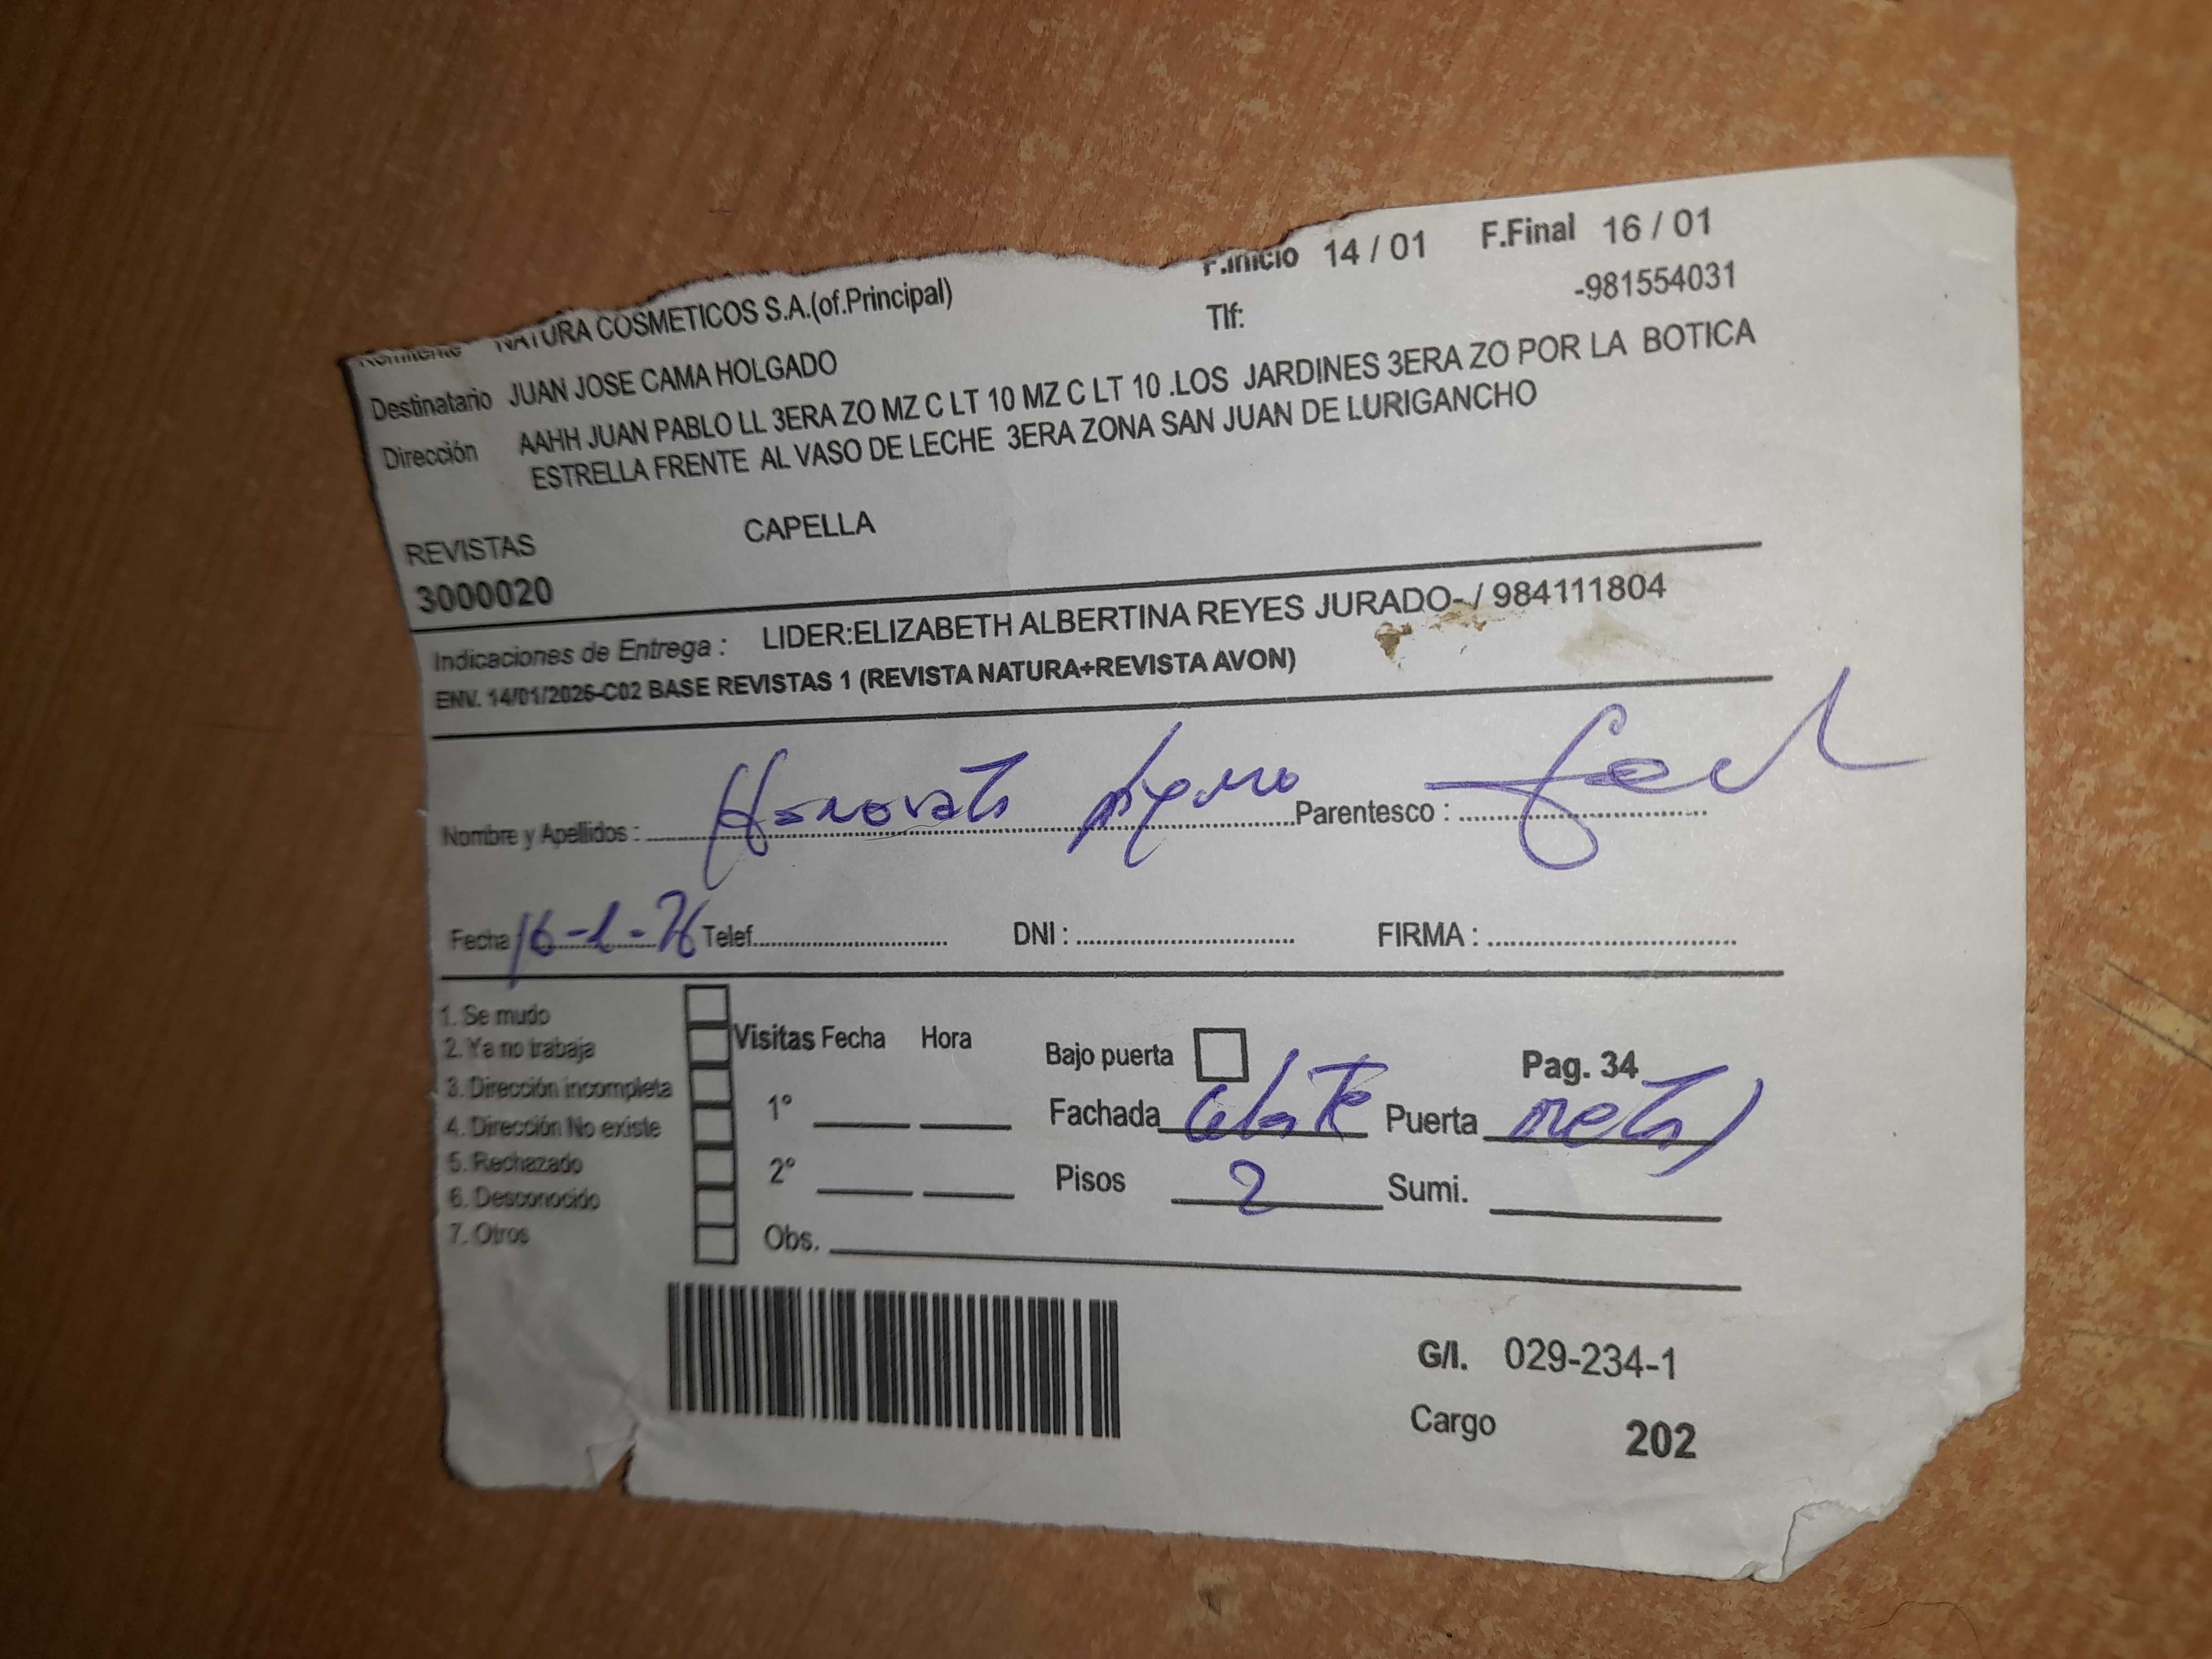 Remitente NATURA COSMETICOS S.A.(of.Principal) F.Inicio 14 / 01 F.Final 16 / 01
Destinatario JUAN JOSE CAMA HOLGADO Tlf: -981554031
Dirección AAHH JUAN PABLO LL 3ERA ZO MZ C LT 10 MZ C LT 10 .LOS JARDINES 3ERA ZO POR LA BOTICA
ESTRELLA FRENTE AL VASO DE LECHE 3ERA ZONA SAN JUAN DE LURIGANCHO
REVISTAS CAPELLA
3000020
Indicaciones de Entrega : LIDER:ELIZABETH ALBERTINA REYES JURADO- / 984111804
ENV. 14/01/2026-C02 BASE REVISTAS 1 (REVISTA NATURA+REVISTA AVON)
Nombre y Apellidos : Parentesco :
Fecha 16-1-26 Telef. DNI : FIRMA :
1. Se mudo
2. Ya no trabaja
3. Dirección incompleta
4. Dirección No existe
5. Rechazado
6. Desconocido
7. Otros
Visitas Fecha Hora
1°
2°
Obs.
Bajo puerta Pag. 34
Fachada celeste Puerta metal
Pisos 2 Sumi.
G/I. 029-234-1
Cargo 202